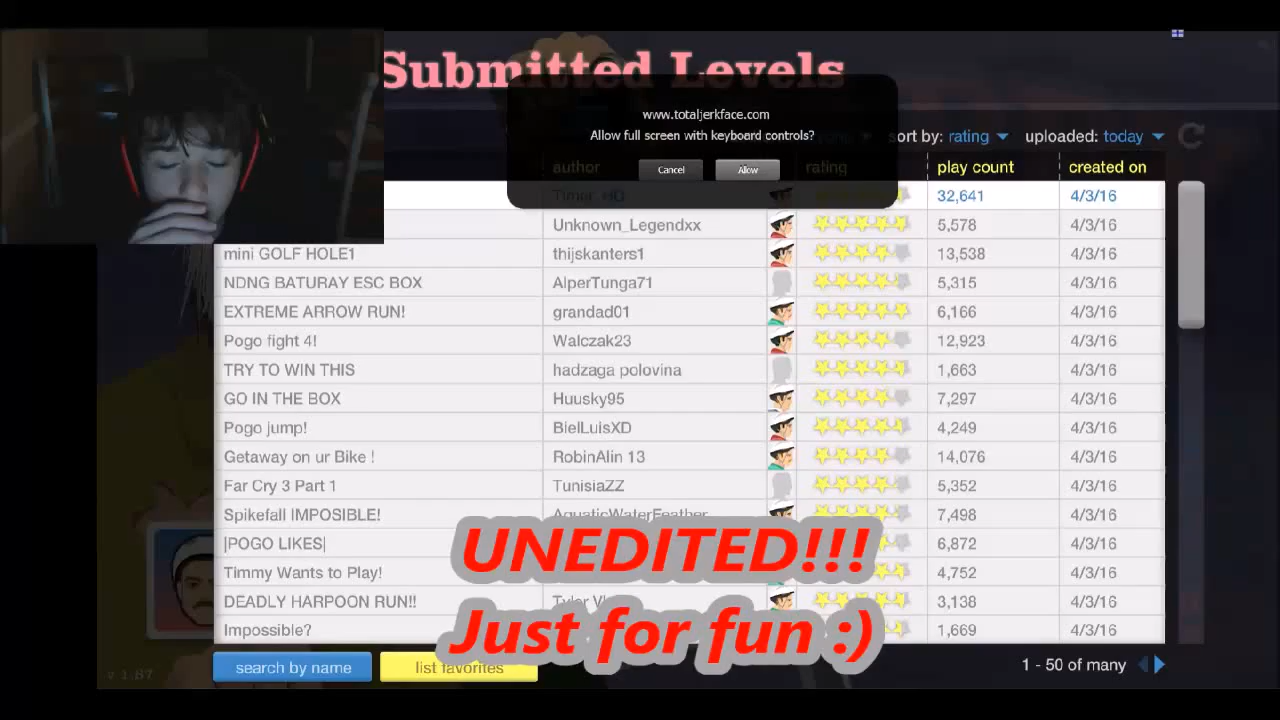 Submitted Levels
www.totaljerkface.com
Allow full screen with keyboard controls?
Cancel Allow
sort by: rating uploaded: today
author rating play count created on
Timer_HD 32,641 4/3/16
Unknown_Legendxx 5,578 4/3/16
mini GOLF HOLE1 thijskanters1 13,538 4/3/16
NDNG BATURAY ESC BOX AlperTunga71 5,315 4/3/16
EXTREME ARROW RUN! grandad01 6,166 4/3/16
Pogo fight 4! Walczak23 12,923 4/3/16
TRY TO WIN THIS hadzaga polovina 1,663 4/3/16
GO IN THE BOX Huusky95 7,297 4/3/16
Pogo jump! BielLuisXD 4,249 4/3/16
Getaway on ur Bike ! RobinAlin 13 14,076 4/3/16
Far Cry 3 Part 1 TunisiaZZ 5,352 4/3/16
Spikefall IMPOSIBLE! AquaticWaterFeather 7,498 4/3/16
|POGO LIKES| 6,872 4/3/16
Timmy Wants to Play! 4,752 4/3/16
DEADLY HARPOON RUN!! Tyler 3,138 4/3/16
Impossible? 1,669 4/3/16
UNEDITED!!!
Just for fun :)
search by name list favorites 1 - 50 of many
v 1.87